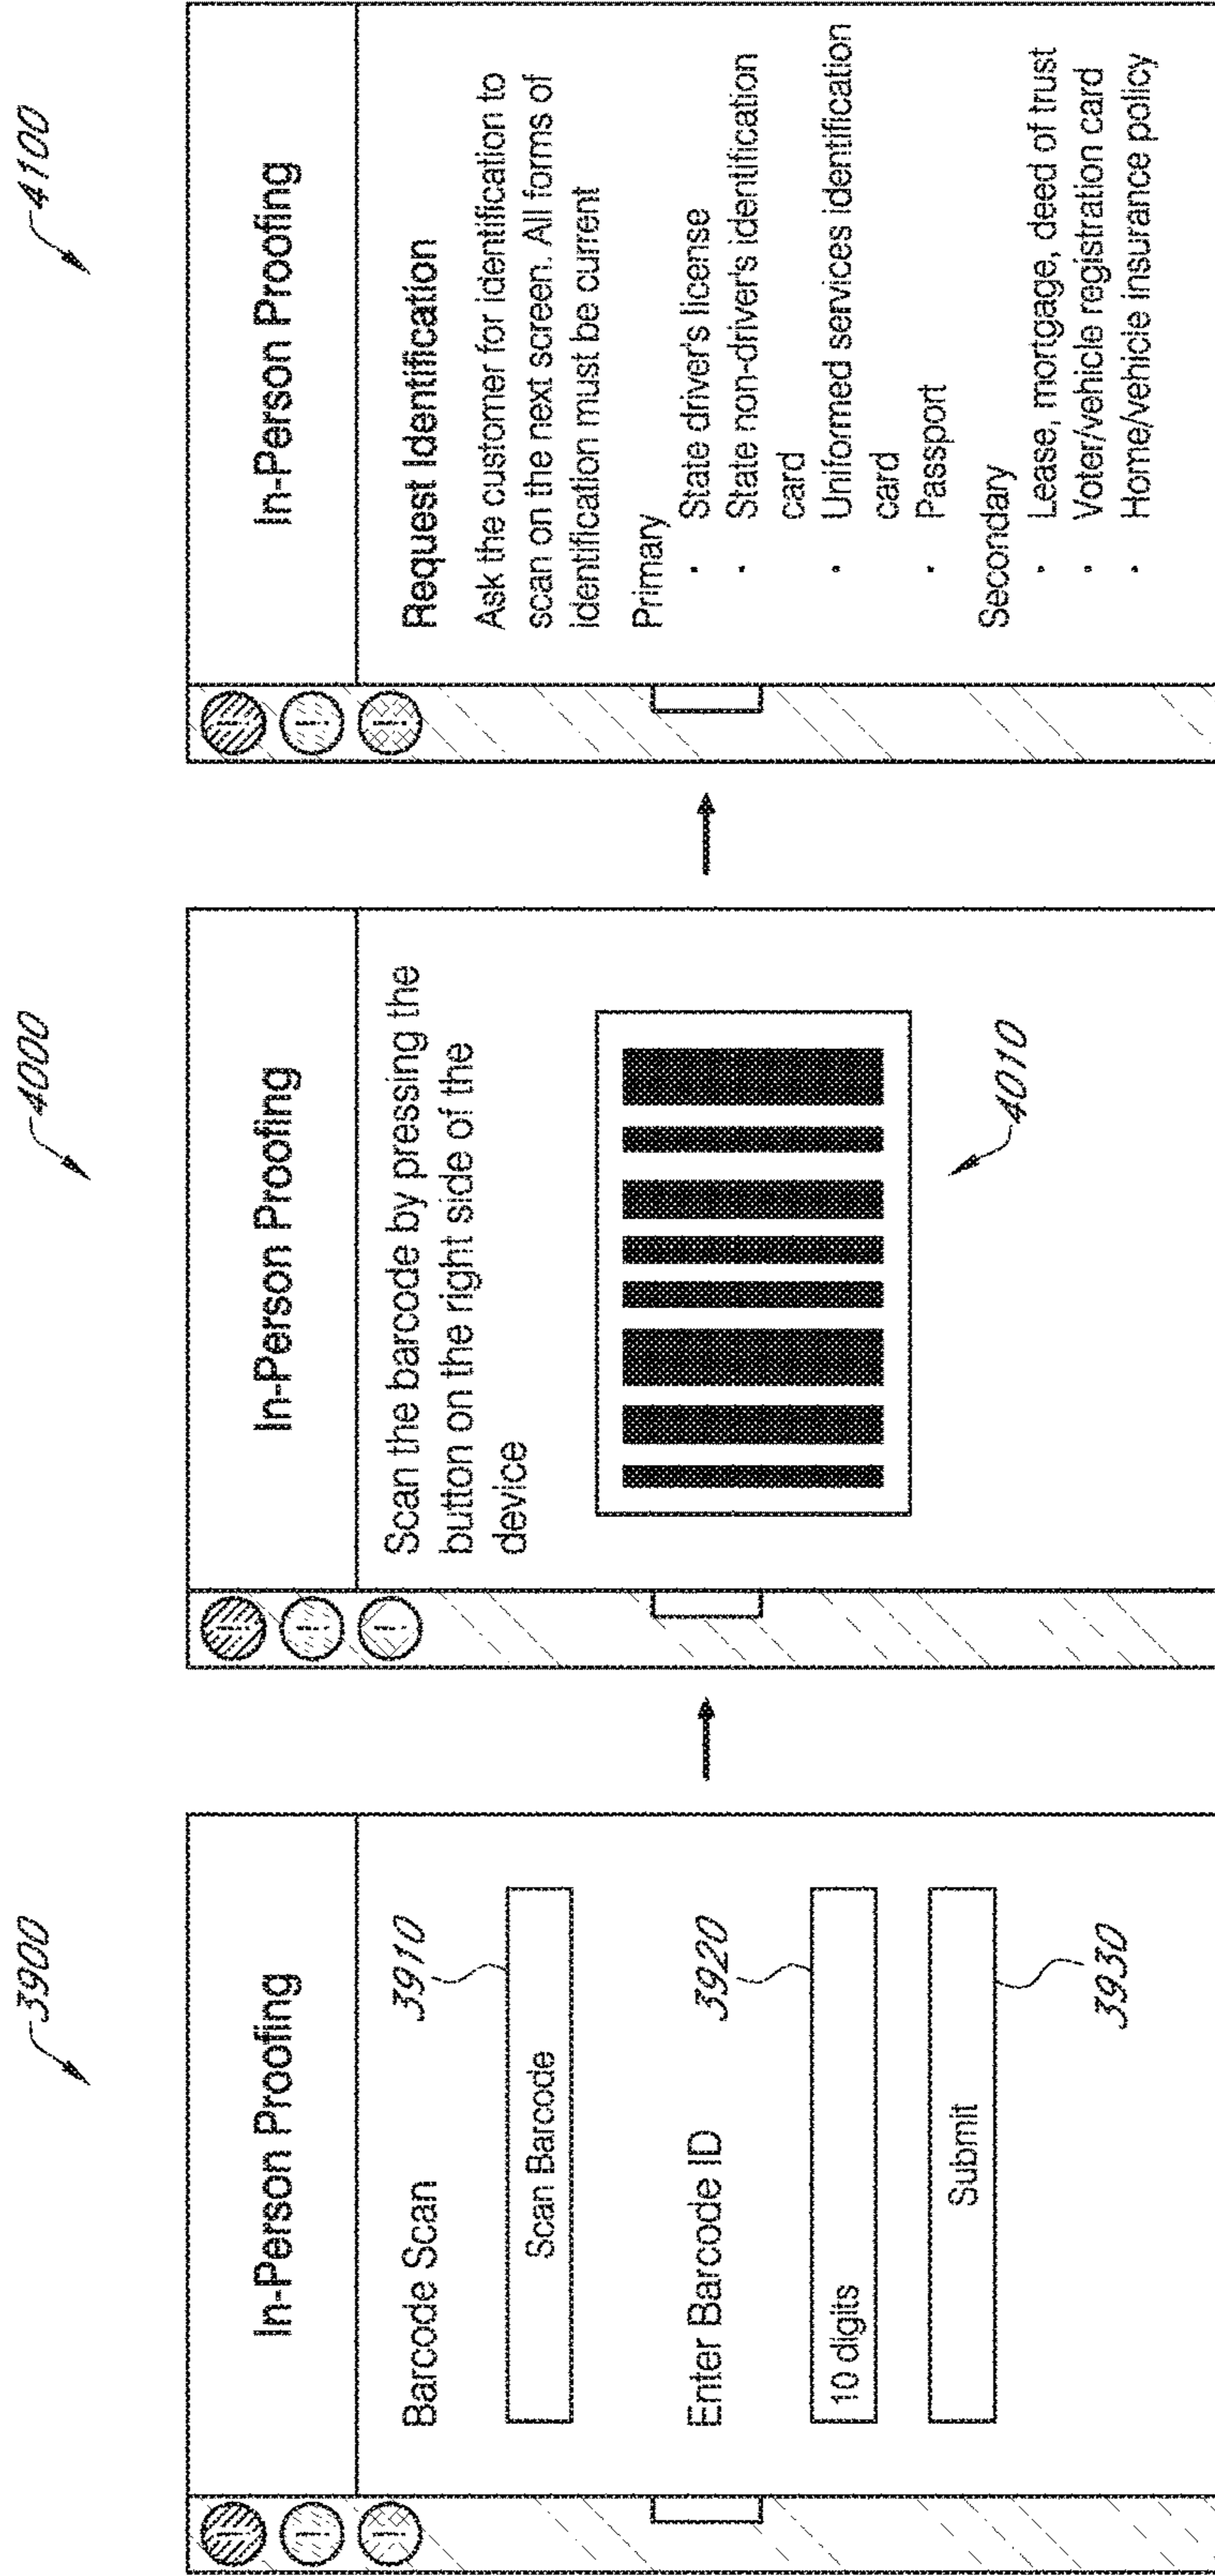 3900
In-Person Proofing
Barcode Scan
3910
Scan Barcode
Enter Barcode ID
3920
10 digits
Submit
3930
4000
In-Person Proofing
Scan the barcode by pressing the
button on the right side of the
device
4010
4100
In-Person Proofing
Request Identification
Ask the customer for identification to
scan on the next screen. All forms of
identification must be current
Primary
• State driver's license
• State non-driver's identification
card
• Uniformed services identification
card
• Passport
Secondary
• Lease, mortgage, deed of trust
• Voter/vehicle registration card
• Home/vehicle insurance policy